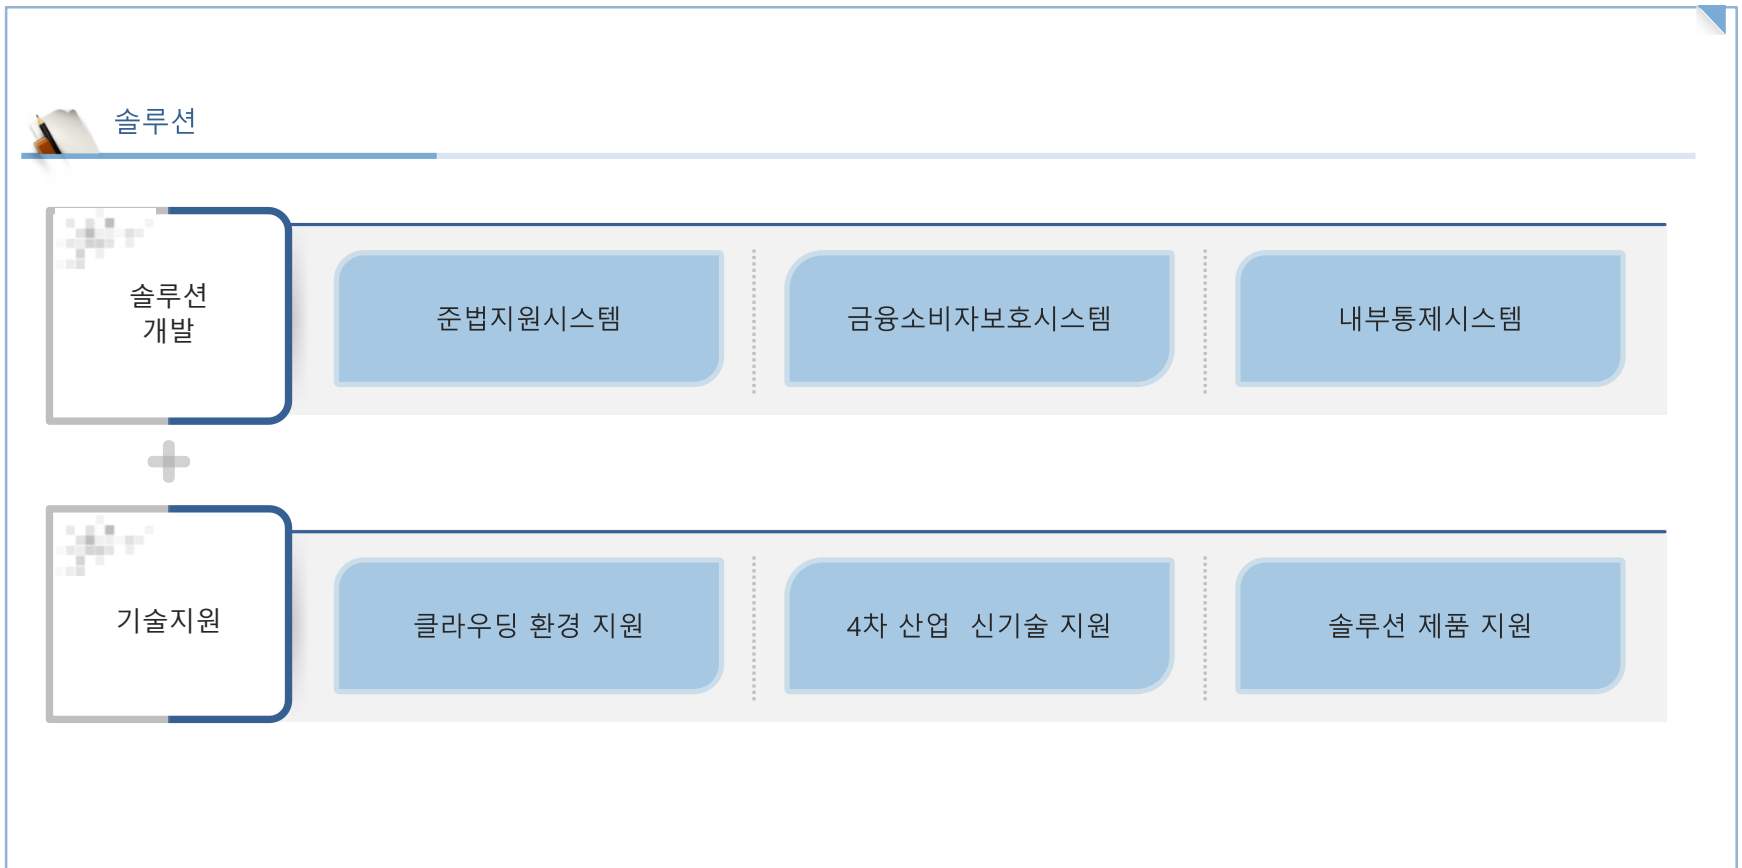 솔루션
솔루션
개발
준법지원시스템
금융소비자보호시스템
내부통제시스템
기술지원
클라우딩 환경 지원
4차 산업 신기술 지원
솔루션 제품 지원